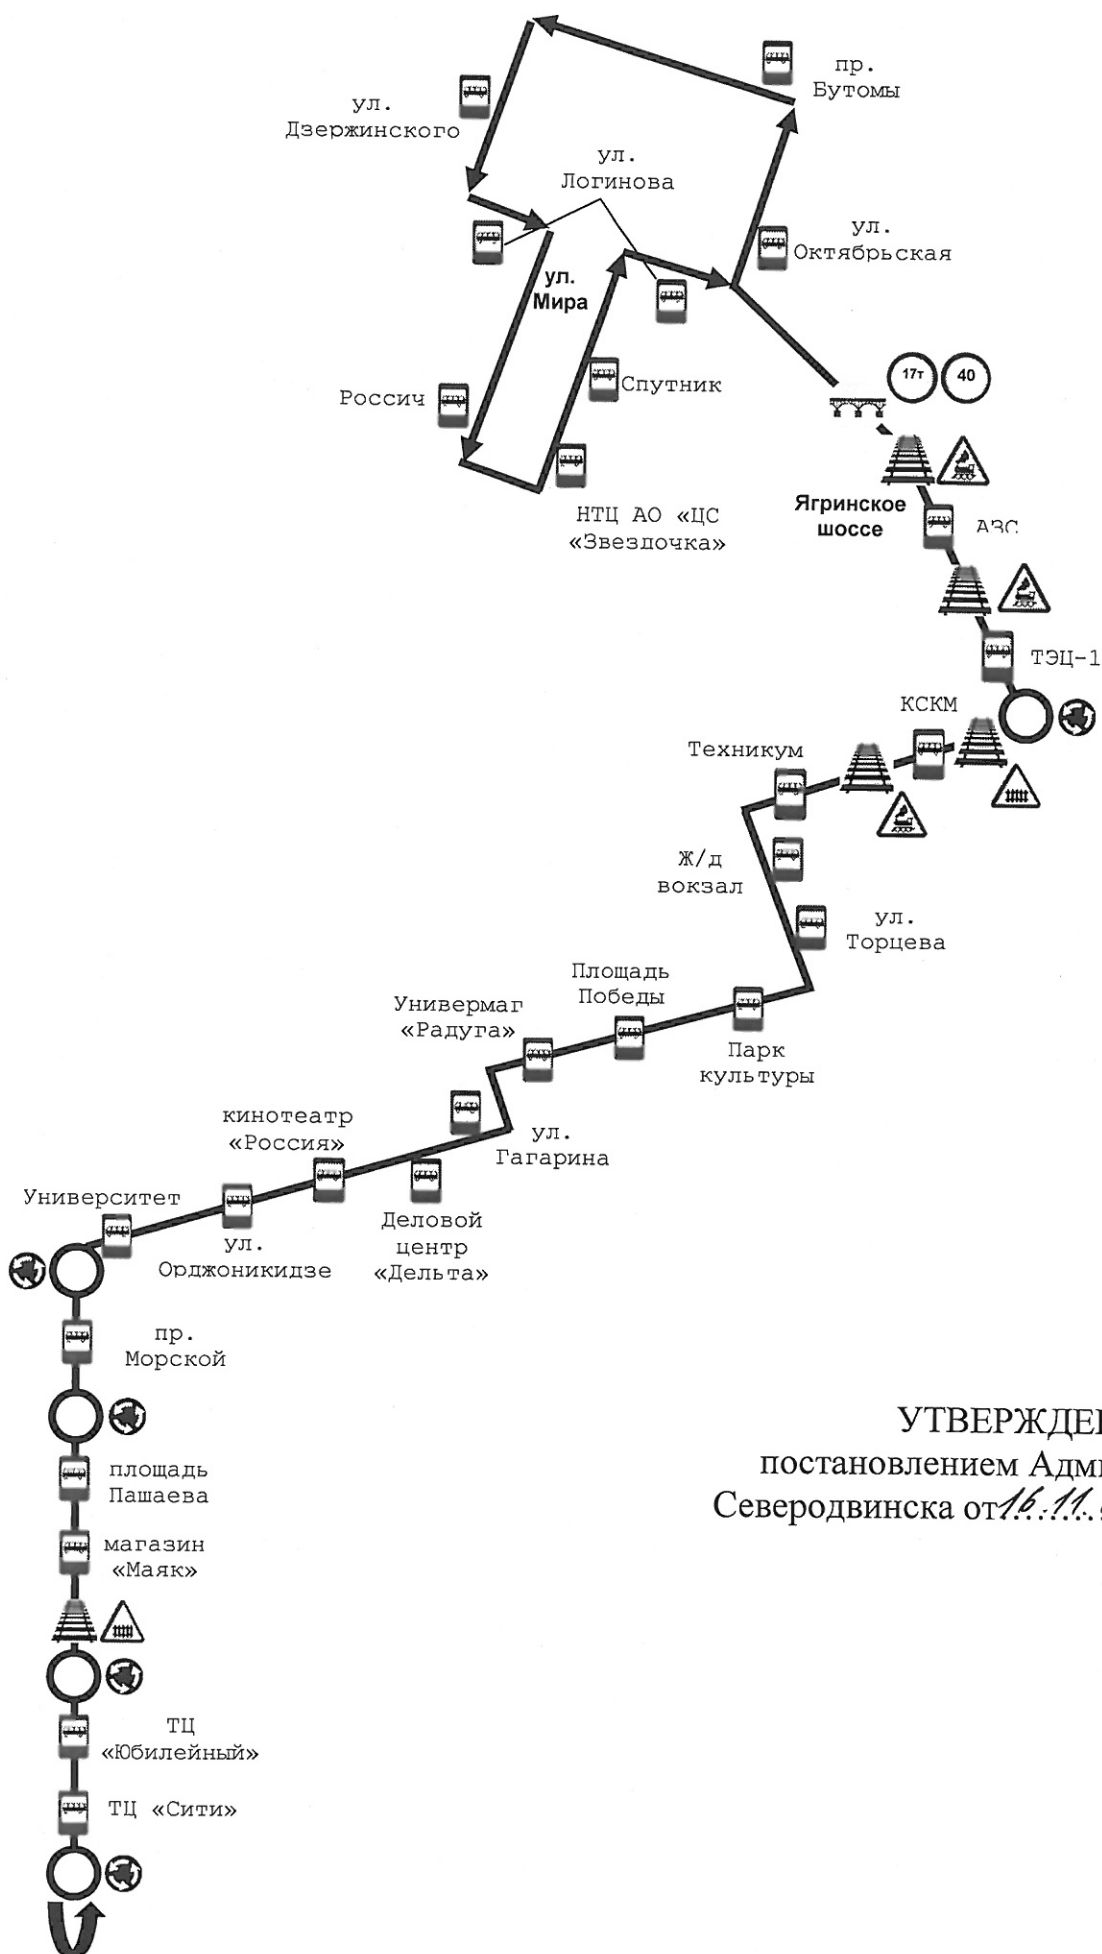 пр.
Бутомы
ул.
Дзержинского
ул.
Логинова
ул.
Октябрьская
ул.
Мира
Россич
Спутник
17т
40
НТЦ АО «ЦС
«Звездочка»
Ягринское
шоссе
АЗС
ТЭЦ-1
КСКМ
Техникум
Ж/д
вокзал
ул.
Торцева
Площадь
Победы
Универмаг
«Радуга»
Парк
культуры
кинотеатр
«Россия»
ул.
Гагарина
Университет
ул.
Орджоникидзе
Деловой
центр
«Дельта»
пр.
Морской
УТВЕРЖДЕ
постановлением Адм
Северодвинска от 16.11.
площадь
Пашаева
магазин
«Маяк»
ТЦ
«Юбилейный»
ТЦ «Сити»